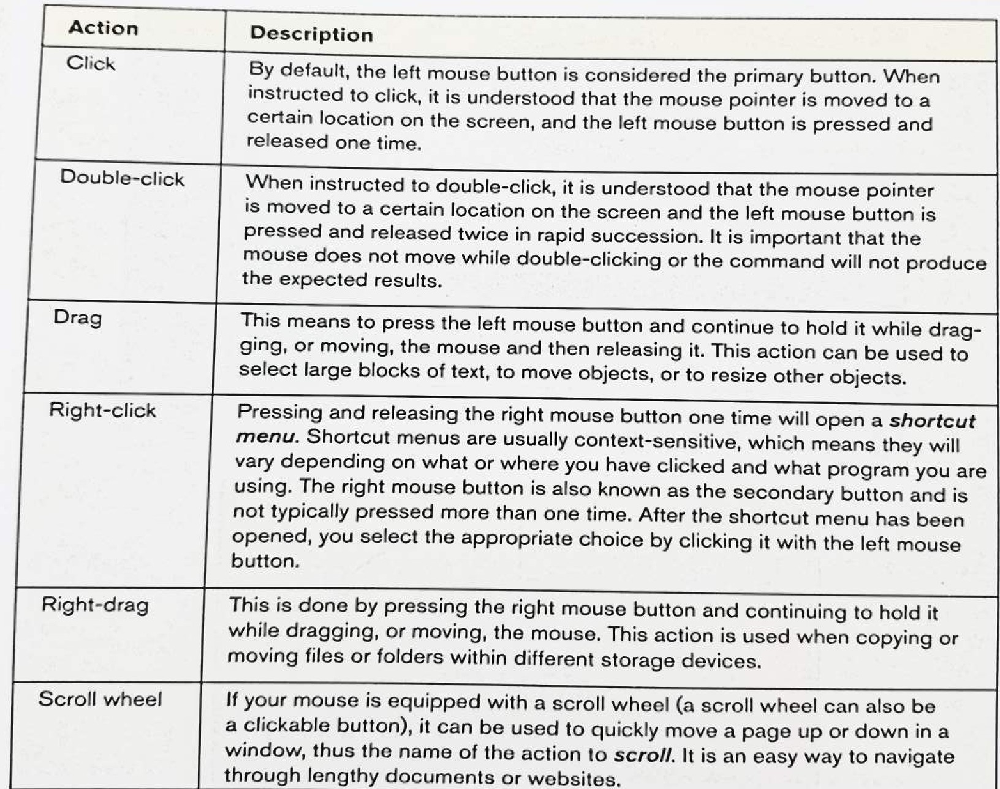 Action
Description
Click
By default, the left mouse button is considered the primary button. When
instructed to click, it is understood that the mouse pointer is moved to a
certain location on the screen, and the left mouse button is pressed and
released one time.
Double-click
When instructed to double-click, it is understood that the mouse pointer
is moved to a certain location on the screen and the left mouse button is
pressed and released twice in rapid succession. It is important that the
mouse does not move while double-clicking or the command will not produce
the expected results.
Drag
This means to press the left mouse button and continue to hold it while drag-
ging, or moving, the mouse and then releasing it. This action can be used to
select large blocks of text, to move objects, or to resize other objects.
Right-click
Pressing and releasing the right mouse button one time will open a shortcut
menu. Shortcut menus are usually context-sensitive, which means they will
vary depending on what or where you have clicked and what program you are
using. The right mouse button is also known as the secondary button and is
not typically pressed more than one time. After the shortcut menu has been
opened, you select the appropriate choice by clicking it with the left mouse
button.
Right-drag
This is done by pressing the right mouse button and continuing to hold it
while dragging, or moving, the mouse. This action is used when copying or
moving files or folders within different storage devices.
Scroll wheel
If your mouse is equipped with a scroll wheel (a scroll wheel can also be
a clickable button), it can be used to quickly move a page up or down in a
window, thus the name of the action to scroll. It is an easy way to navigate
through lengthy documents or websites.